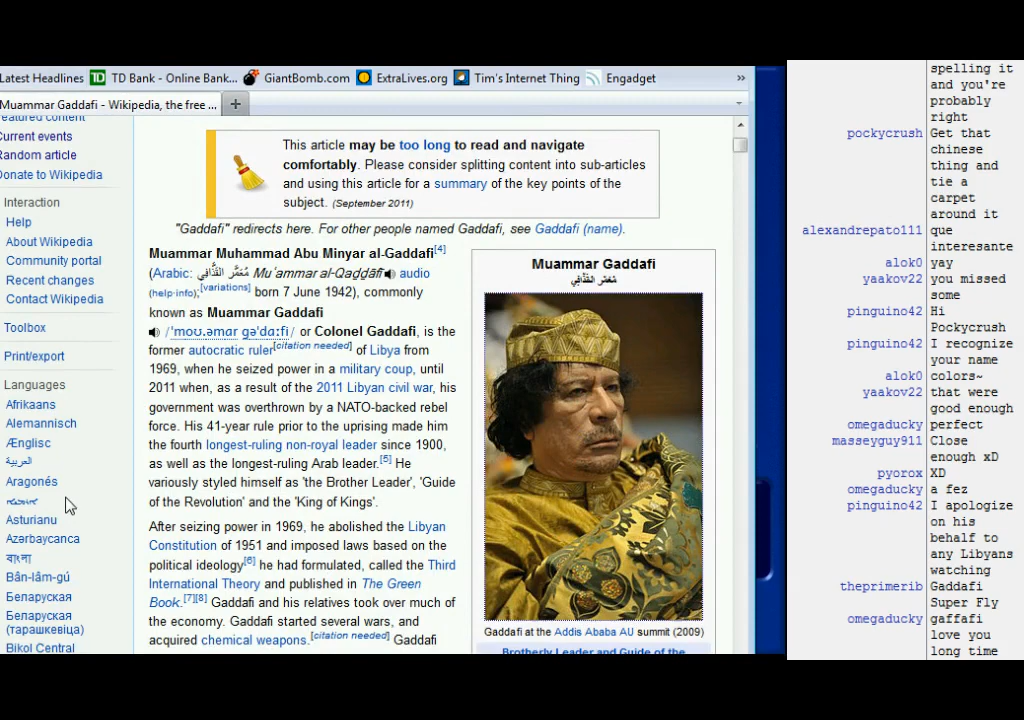 Latest Headlines TD Bank - Online Bank... GiantBomb.com ExtraLives.org Tim's Internet Thing Engadget »
Muammar Gaddafi - Wikipedia, the free ... +
Featured content
Current events
Random article
Donate to Wikipedia
Interaction
Help
About Wikipedia
Community portal
Recent changes
Contact Wikipedia
Toolbox
Print/export
Languages
Afrikaans
Alemannisch
Ænglisc
العربية
Aragonés
Asturianu
Azərbaycanca
বাংলা
Bân-lâm-gú
Беларуская
Беларуская
(тарашкевіца)
Bikol Central
This article may be too long to read and navigate
comfortably. Please consider splitting content into sub-articles
and using this article for a summary of the key points of the
subject. (September 2011)
"Gaddafi" redirects here. For other people named Gaddafi, see Gaddafi (name).
Muammar Muhammad Abu Minyar al-Gaddafi[4]
(Arabic: مُعَمَّر القَذَّافِي Muʿammar al-Qaḏḏāfī audio
(help·info);[variations] born 7 June 1942), commonly
known as Muammar Gaddafi
/ˈmoʊ.əmɑr ɡəˈdɑːfi/ or Colonel Gaddafi, is the
former autocratic ruler[citation needed] of Libya from
1969, when he seized power in a military coup, until
2011 when, as a result of the 2011 Libyan civil war, his
government was overthrown by a NATO-backed rebel
force. His 41-year rule prior to the uprising made him
the fourth longest-ruling non-royal leader since 1900,
as well as the longest-ruling Arab leader.[5] He
variously styled himself as 'the Brother Leader', 'Guide
of the Revolution' and the 'King of Kings'.
After seizing power in 1969, he abolished the Libyan
Constitution of 1951 and imposed laws based on the
political ideology[6] he had formulated, called the Third
International Theory and published in The Green
Book.[7][8] Gaddafi and his relatives took over much of
the economy. Gaddafi started several wars, and
acquired chemical weapons.[citation needed] Gaddafi
Muammar Gaddafi
مُعَمَّر القَذَّافِي
Gaddafi at the Addis Ababa AU summit (2009)
Brotherly Leader and Guide of the
spelling it
and you're
probably
right
pockycrush Get that
chinese
thing and
tie a
carpet
around it
alexandrepato111 que
interesante
alok0 yay
yaakov22 you missed
some
pinguino42 Hi
Pockycrush
pinguino42 I recognize
your name
alok0 colors~
yaakov22 that were
good enough
omegaducky perfect
masseyguy911 Close
enough xD
pyorox XD
omegaducky a fez
pinguino42 I apologize
on his
behalf to
any Libyans
watching
theprimerib Gaddafi
Super Fly
omegaducky gaffafi
love you
long time